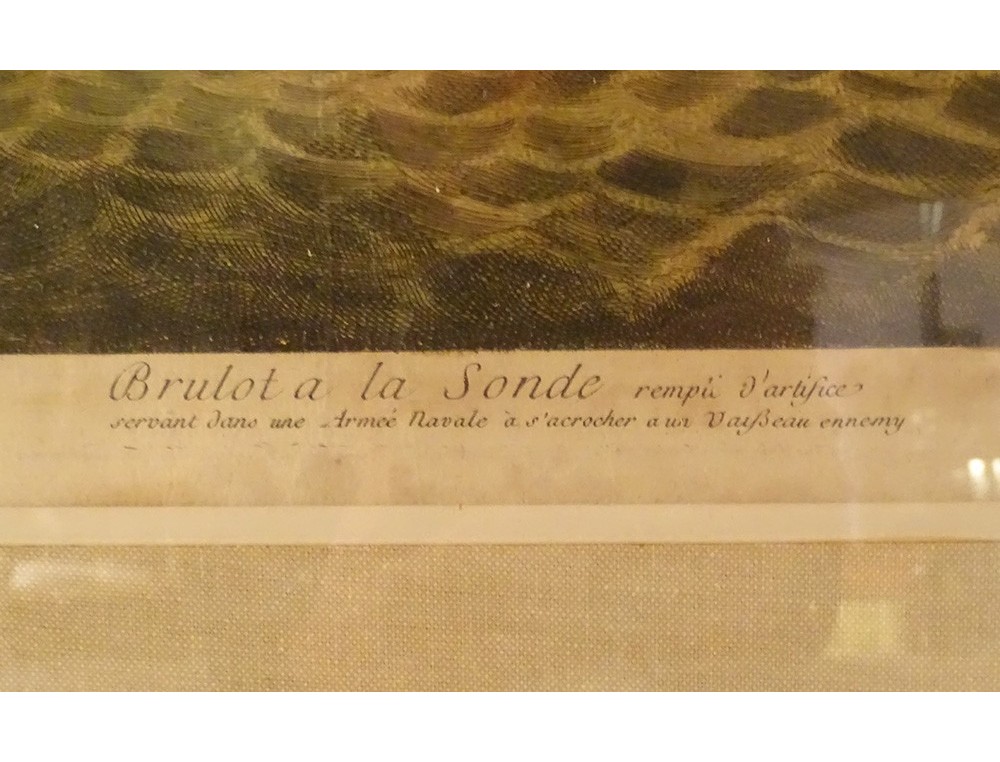 Brulot a la Sonde rempli d'artifice
servant dans une Armeé Navale à s'acrocher a un Vaißeau ennemy